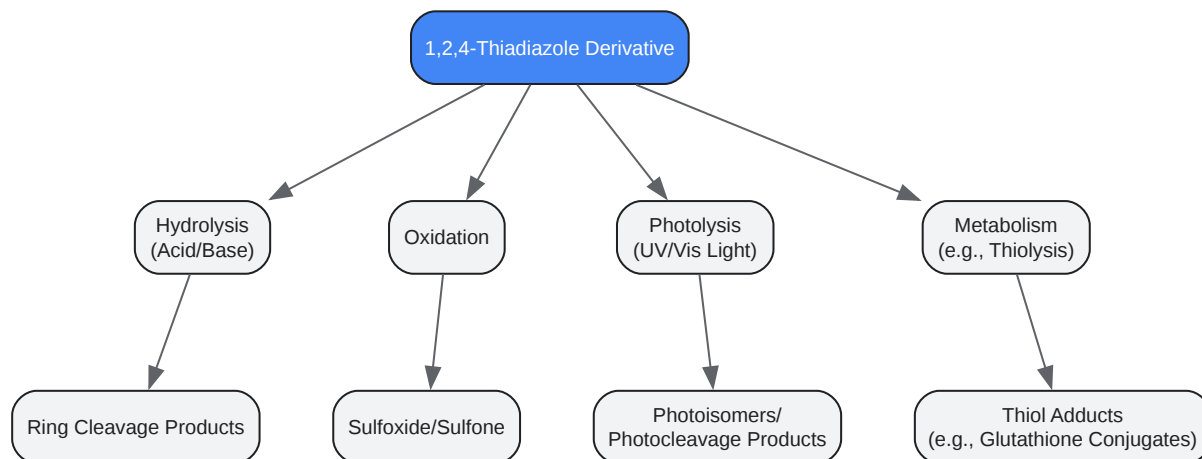 1,2,4-Thiadiazole Derivative
Hydrolysis
(Acid/Base)
Oxidation
Photolysis
(UV/Vis Light)
Metabolism
(e.g., Thiolysis)
Ring Cleavage Products
Sulfoxide/Sulfone
Photoisomers/
Photocleavage Products
Thiol Adducts
(e.g., Glutathione Conjugates)